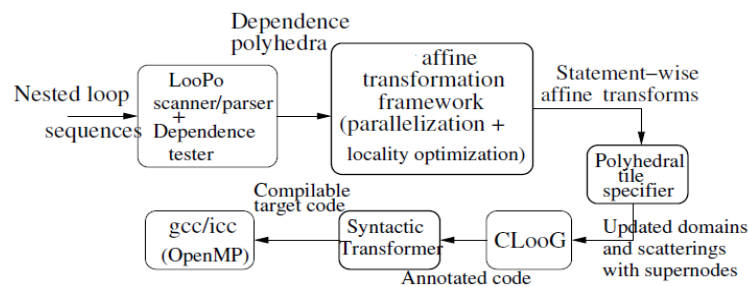 Nested loop
sequences
LooPo
scanner/parser
+
Dependence
tester
Dependence
polyhedra
affine
transformation
framework
(parallelization +
locality optimization)
Statement–wise
affine transforms
Polyhedral
tile
specifier
Updated domains
and scatterings
with supernodes
CLooG
Annotated code
Syntactic
Transformer
Compilable
target code
gcc/icc
(OpenMP)